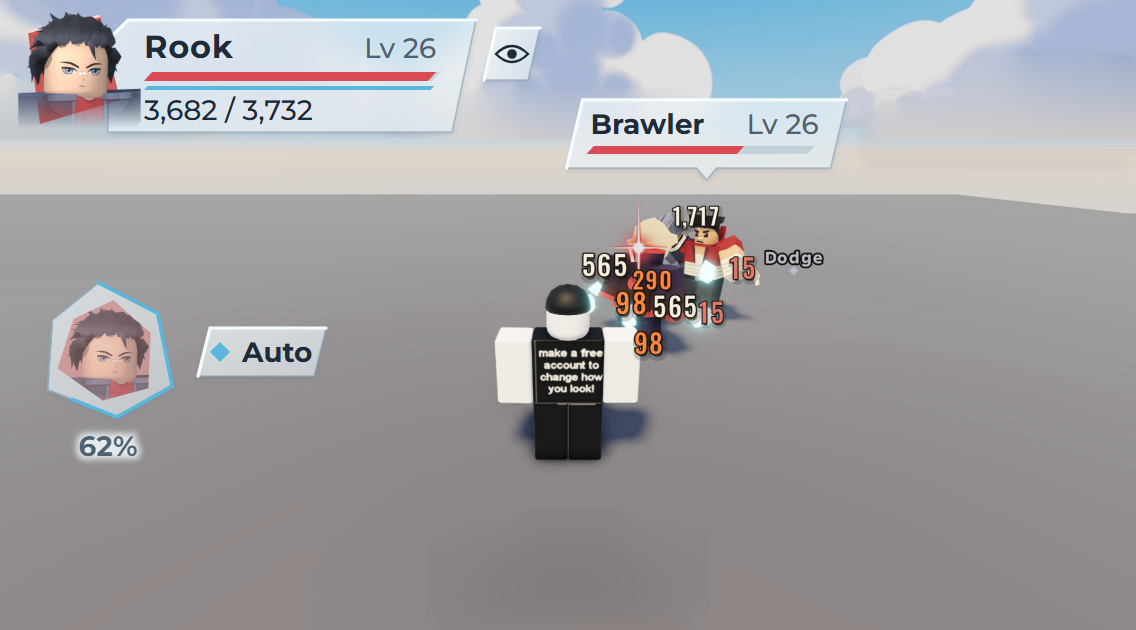 Rook Lv 26
3,682 / 3,732
Brawler Lv 26
1,717
565
290
15
Dodge
98
565
15
98
make a free
account to
change how
you look!
Auto
62%